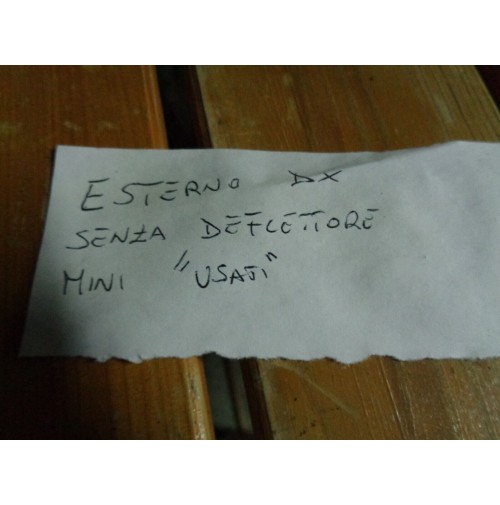 ESTERNO DX
SENZA DEFLETTORE
MINI "USATI"